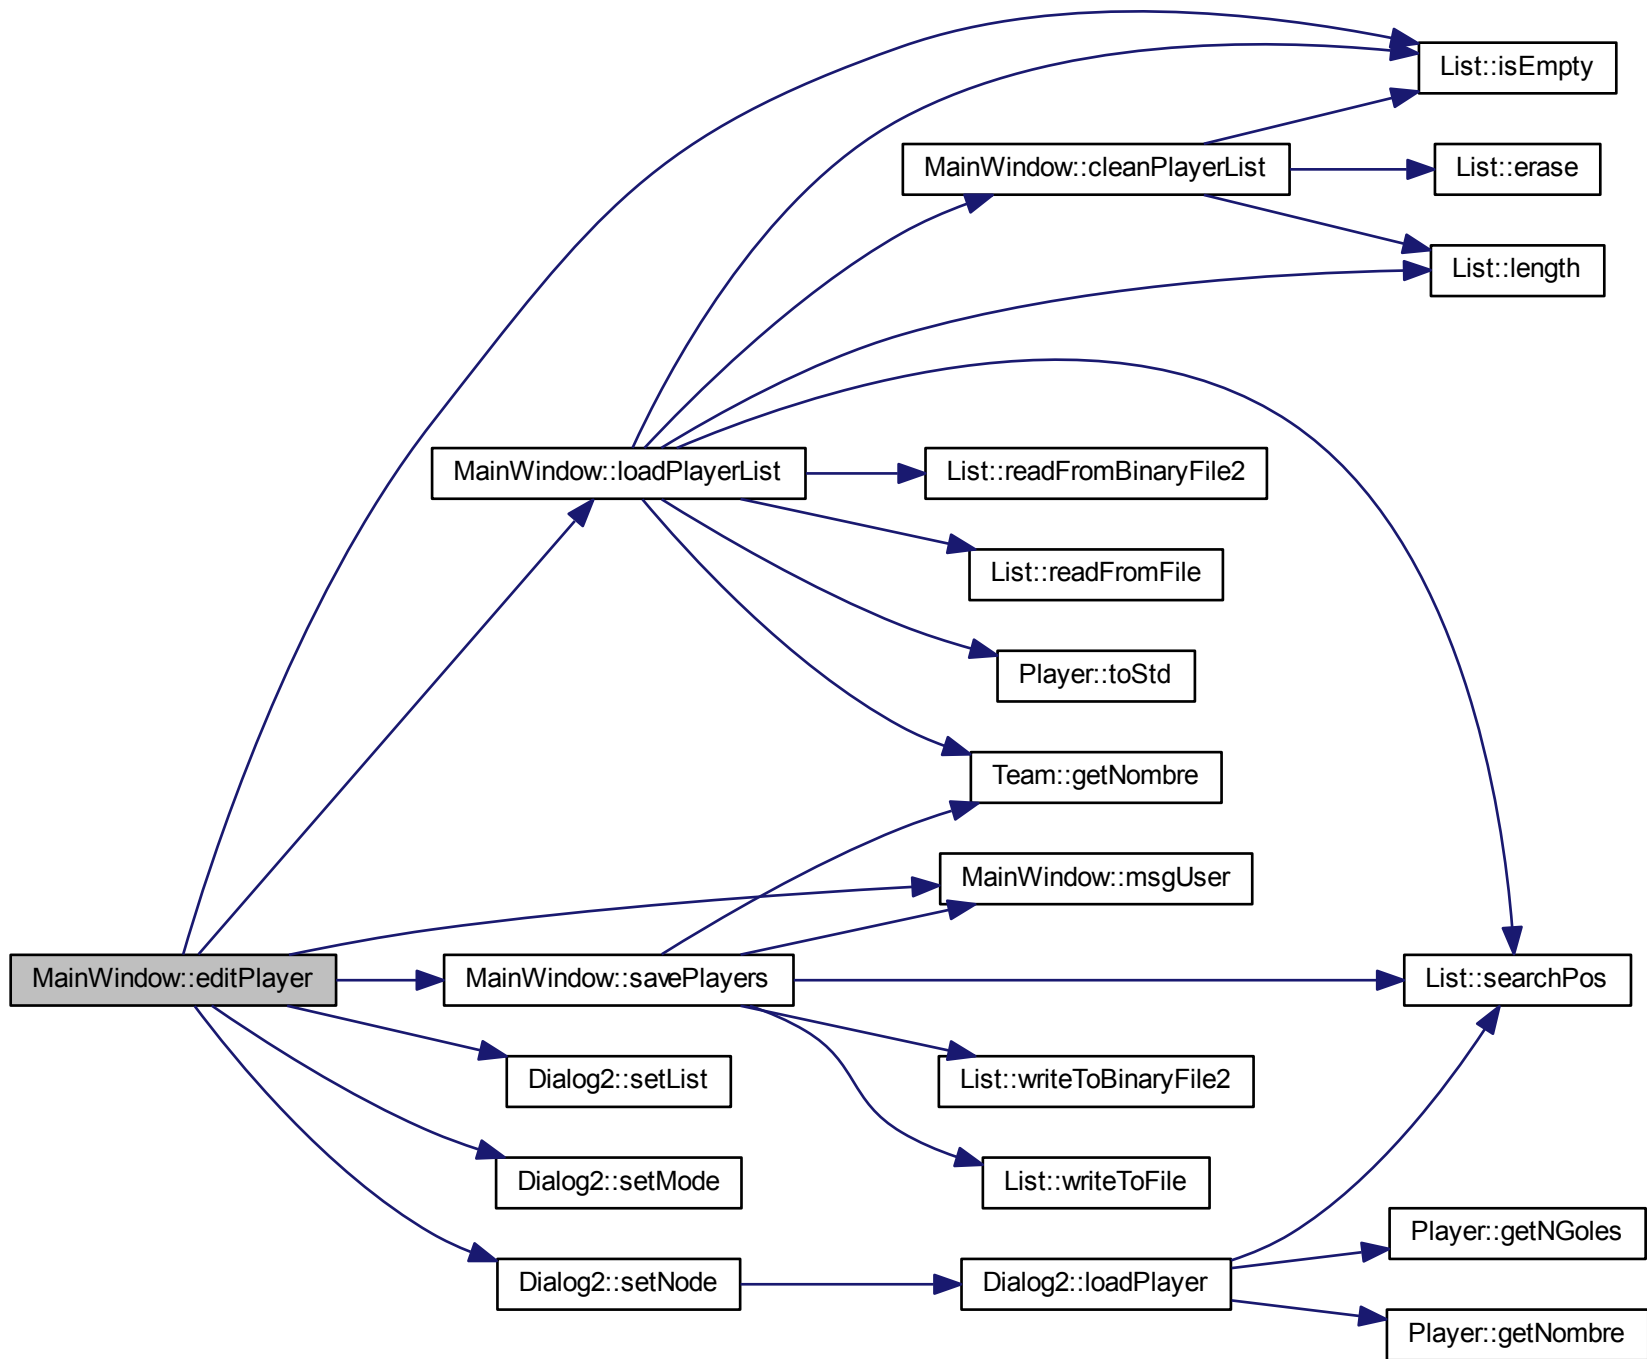 List::isEmpty
MainWindow::cleanPlayerList
List::erase
List::length
MainWindow::loadPlayerList
List::readFromBinaryFile2
List::readFromFile
Player::toStd
Team::getNombre
MainWindow::msgUser
MainWindow::editPlayer
MainWindow::savePlayers
List::searchPos
Dialog2::setList
List::writeToBinaryFile2
Dialog2::setMode
List::writeToFile
Player::getNGoles
Dialog2::setNode
Dialog2::loadPlayer
Player::getNombre